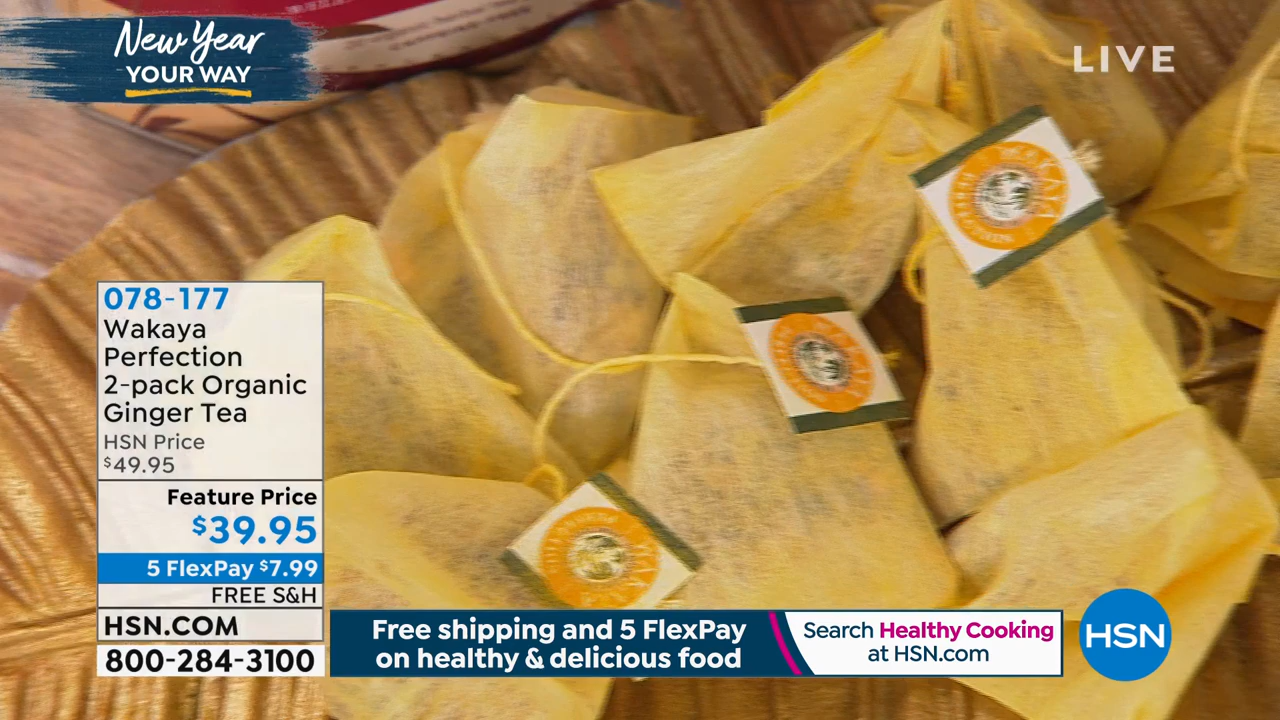 New Year
YOUR WAY
LIVE
078-177
Wakaya
Perfection
2-pack Organic
Ginger Tea
HSN Price
$49.95
Feature Price
$39.95
5 FlexPay $7.99
FREE S&H
HSN.COM
800-284-3100
Free shipping and 5 FlexPay
on healthy & delicious food
Search Healthy Cooking
at HSN.com
HSN